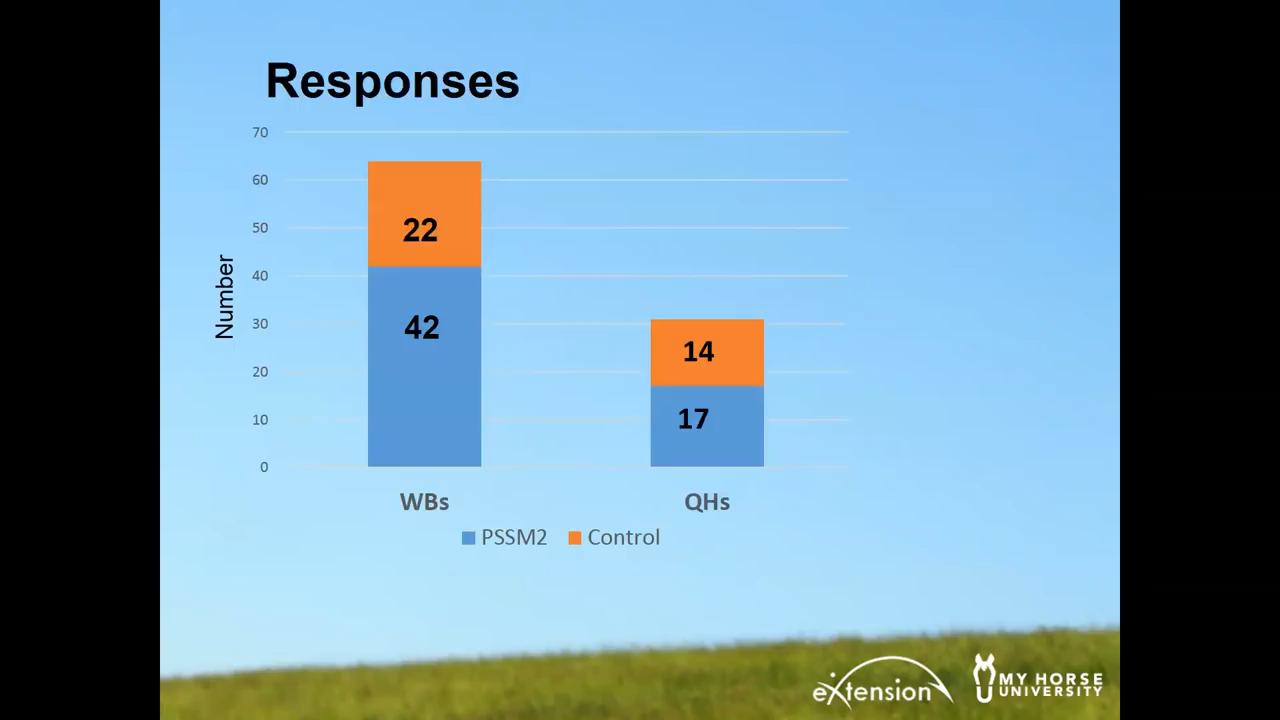 Responses
70
60
50
40
30
20
10
0
Number
22
42
14
17
WBs
QHs
PSSM2
Control
eXtension
MY HORSE
UNIVERSITY